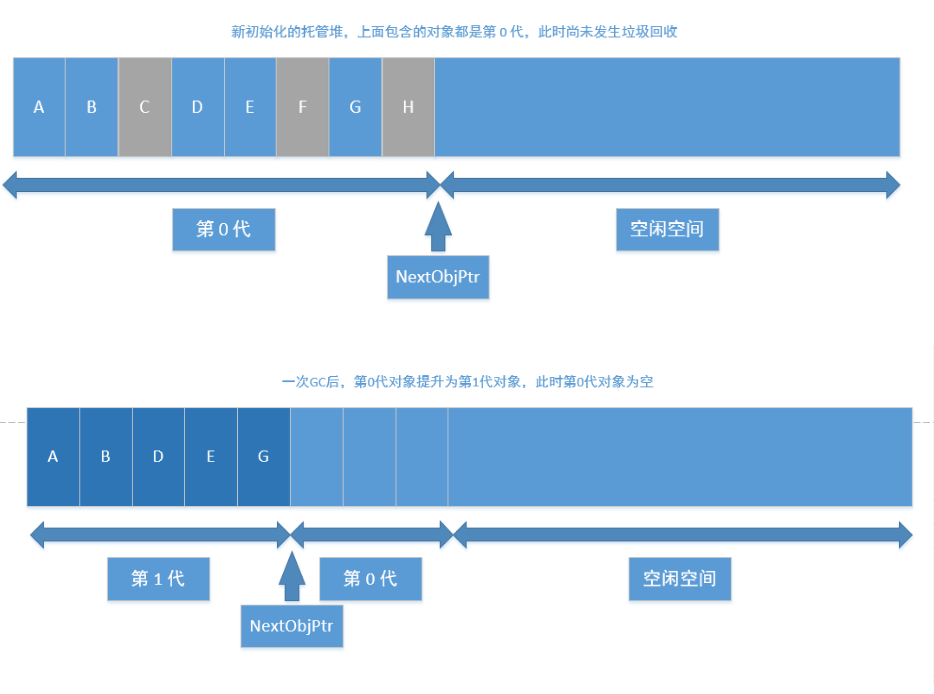 新初始化的托管堆，上面包含的对象都是第 0 代，此时尚未发生垃圾回收
A B C D E F G H
第 0 代
空闲空间
NextObjPtr
一次GC后，第0代对象提升为第1代对象，此时第0代对象为空
A B D E G
第 1 代
第 0 代
空闲空间
NextObjPtr